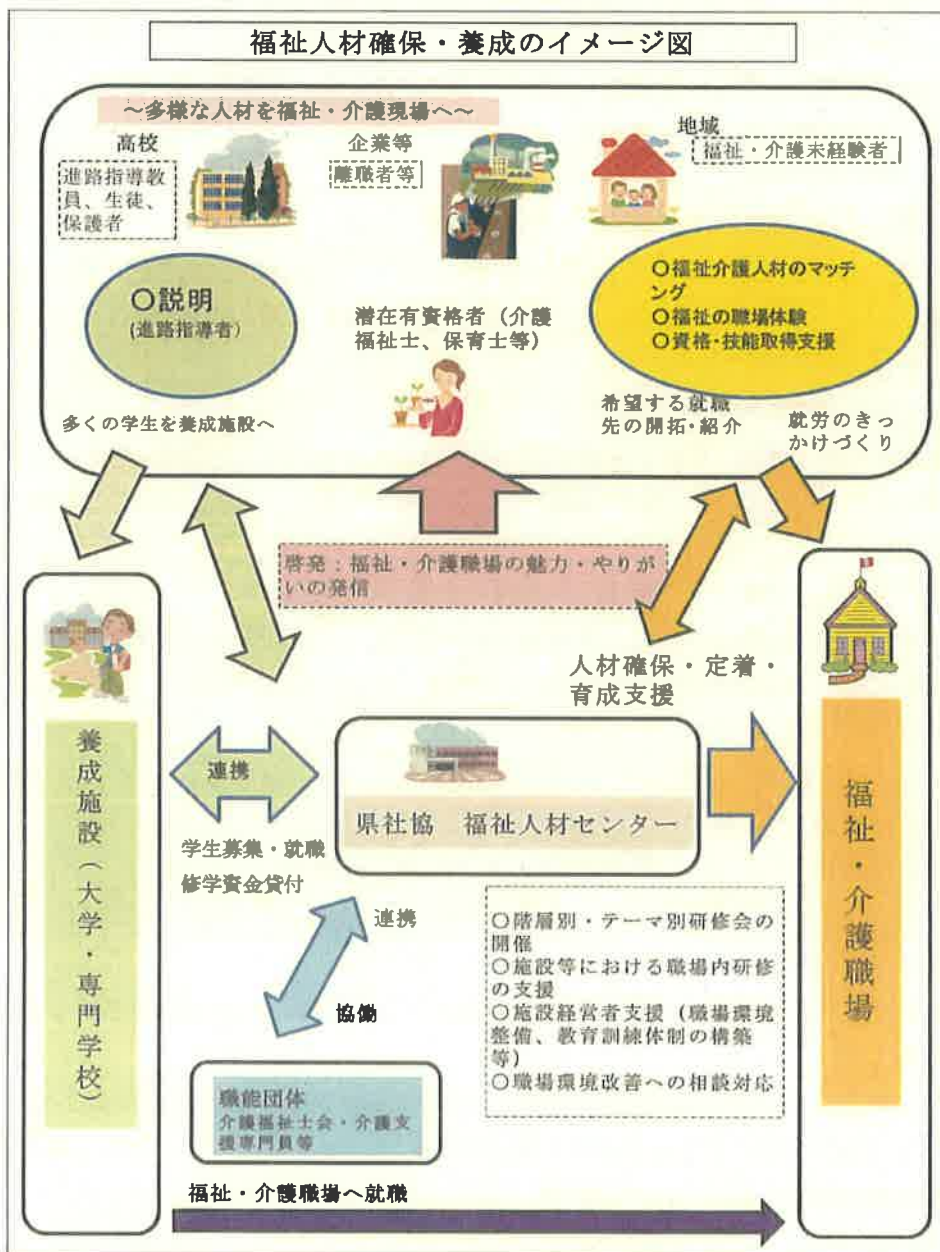 福祉人材確保・養成のイメージ図
～多様な人材を福祉・介護現場へ～
高校
進路指導教
員、生徒、
保護者
企業等
離職者等
地域
福祉・介護未経験者
○説明
(進路指導者)
潜在有資格者（介護
福祉士、保育士等）
○福祉介護人材のマッチ
ング
○福祉の職場体験
○資格・技能取得支援
多くの学生を養成施設へ
希望する就職
先の開拓・紹介
就労のきっ
かけづくり
啓発：福祉・介護職場の魅力・やりが
いの発信
人材確保・定着・
育成支援
養成施設（大学・専門学校）
連携
県社協　福祉人材センター
福祉・介護職場
学生募集・就職
修学資金貸付
連携
協働
○階層別・テーマ別研修会の
開催
○施設等における職場内研修
の支援
○施設経営者支援（職場環境
整備、教育訓練体制の構築
等）
○職場環境改善への相談対応
職能団体
介護福祉士会・介護支
援専門員等
福祉・介護職場へ就職